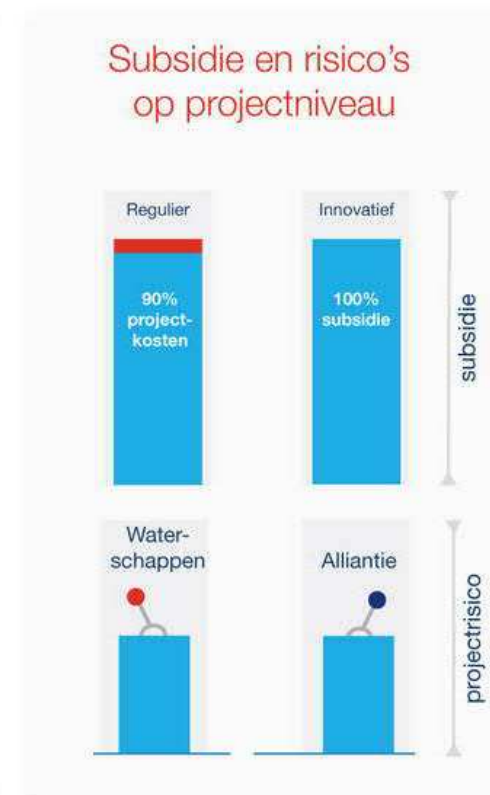 Subsidie en risico's
op projectniveau
Regulier
Innovatief
90%
project-
kosten
100%
subsidie
subsidie
Water-
schappen
Alliantie
projectrisico